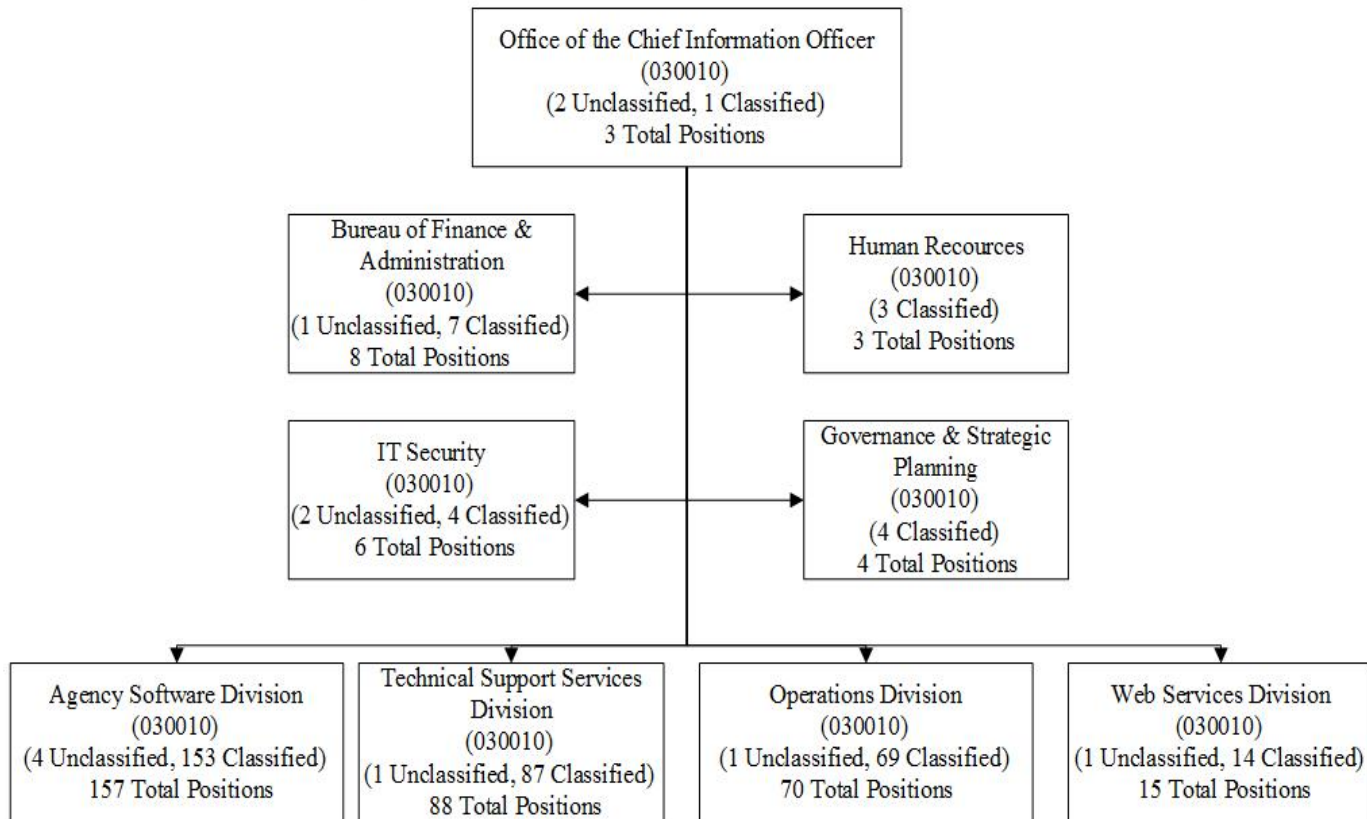 Office of the Chief Information Officer
(030010)
(2 Unclassified, 1 Classified)
3 Total Positions
Bureau of Finance &
Administration
(030010)
(1 Unclassified, 7 Classified)
8 Total Positions
Human Recources
(030010)
(3 Classified)
3 Total Positions
IT Security
(030010)
(2 Unclassified, 4 Classified)
6 Total Positions
Governance & Strategic
Planning
(030010)
(4 Classified)
4 Total Positions
Agency Software Division
(030010)
(4 Unclassified, 153 Classified)
157 Total Positions
Technical Support Services
Division
(030010)
(1 Unclassified, 87 Classified)
88 Total Positions
Operations Division
(030010)
(1 Unclassified, 69 Classified)
70 Total Positions
Web Services Division
(030010)
(1 Unclassified, 14 Classified)
15 Total Positions